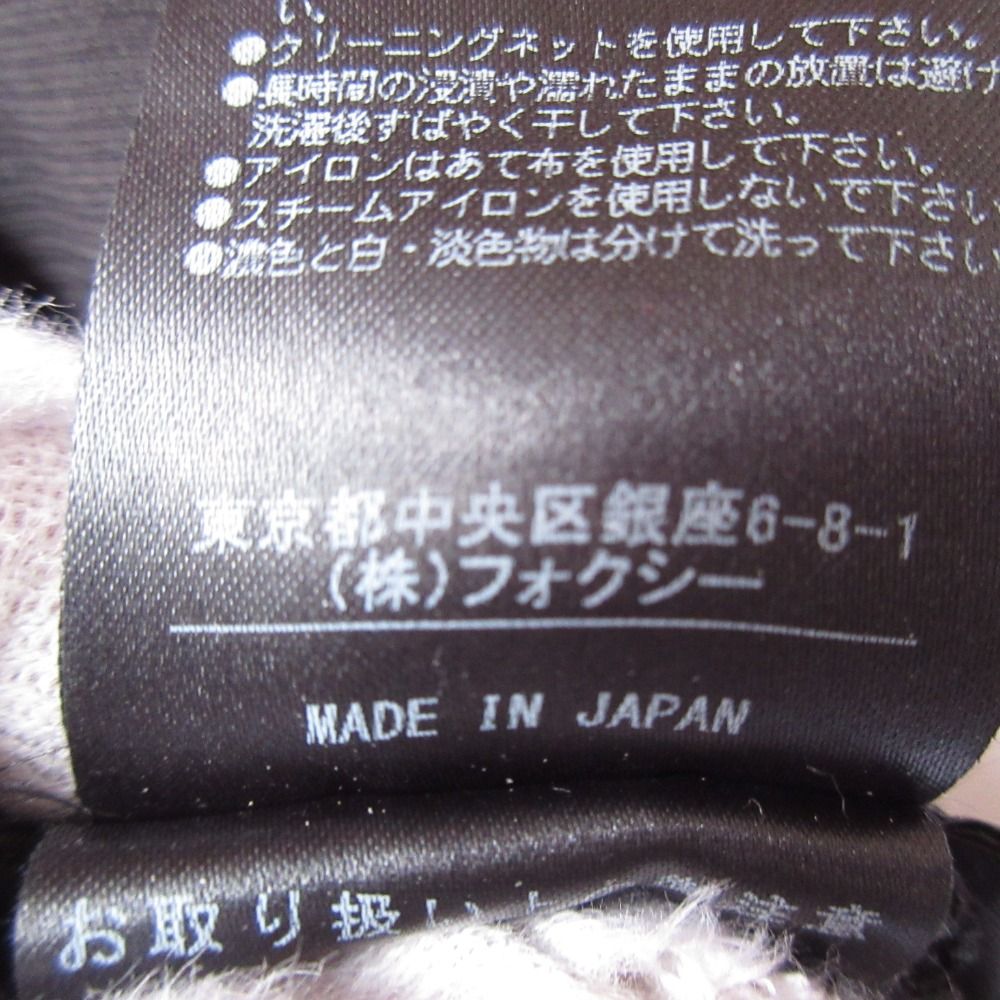 い。
●クリーニングネットを使用して下さい。
●長時間の浸漬や濡れたままの放置は避け
洗濯後すばやく干して下さい。
●アイロンはあて布を使用して下さい。
●スチームアイロンを使用しないで下さい
●濃色と白・淡色物は分けて洗って下さい
東京都中央区銀座6-8-1
(株)フォクシー
MADE IN JAPAN
お取り扱い 注意